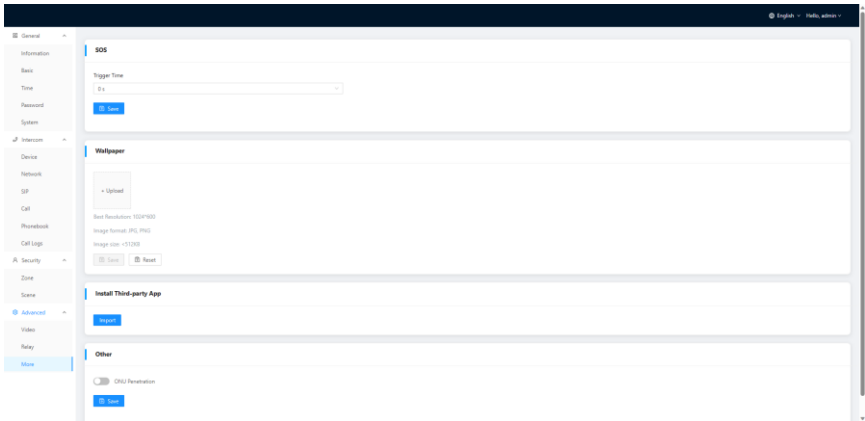 English Hello, admin
General
Information
Basic
Time
Password
System
Intercom
Device
Network
SIP
Call
Phonebook
Call Logs
Security
Zone
Scene
Advanced
Video
Relay
More
SOS
Trigger Time
0 s
Save
Wallpaper
+ Upload
Best Resolution: 1024*600
Image format: JPG, PNG
Image size: <512KB
Save Reset
Install Third-party App
Import
Other
ONU Penetration
Save